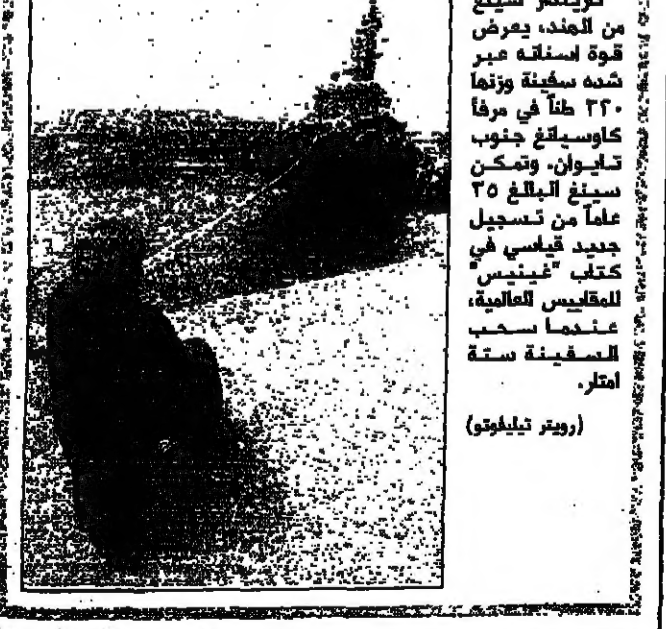 سينغ
من الهند، يعرض
قوة اسنانه عبر
شده سفينة وزنها
٣٢٠ طناً في مرفأ
كاوسيانغ جنوب
تايوان. وتمكن
سينغ البالغ ٣٥
عاماً من تسجيل
جديد قياسي في
كتاب "غينيس"
للمقاييس العالمية،
عندما سحب
السفينة ستة
امتار.
(رويتر تيليفوتو)